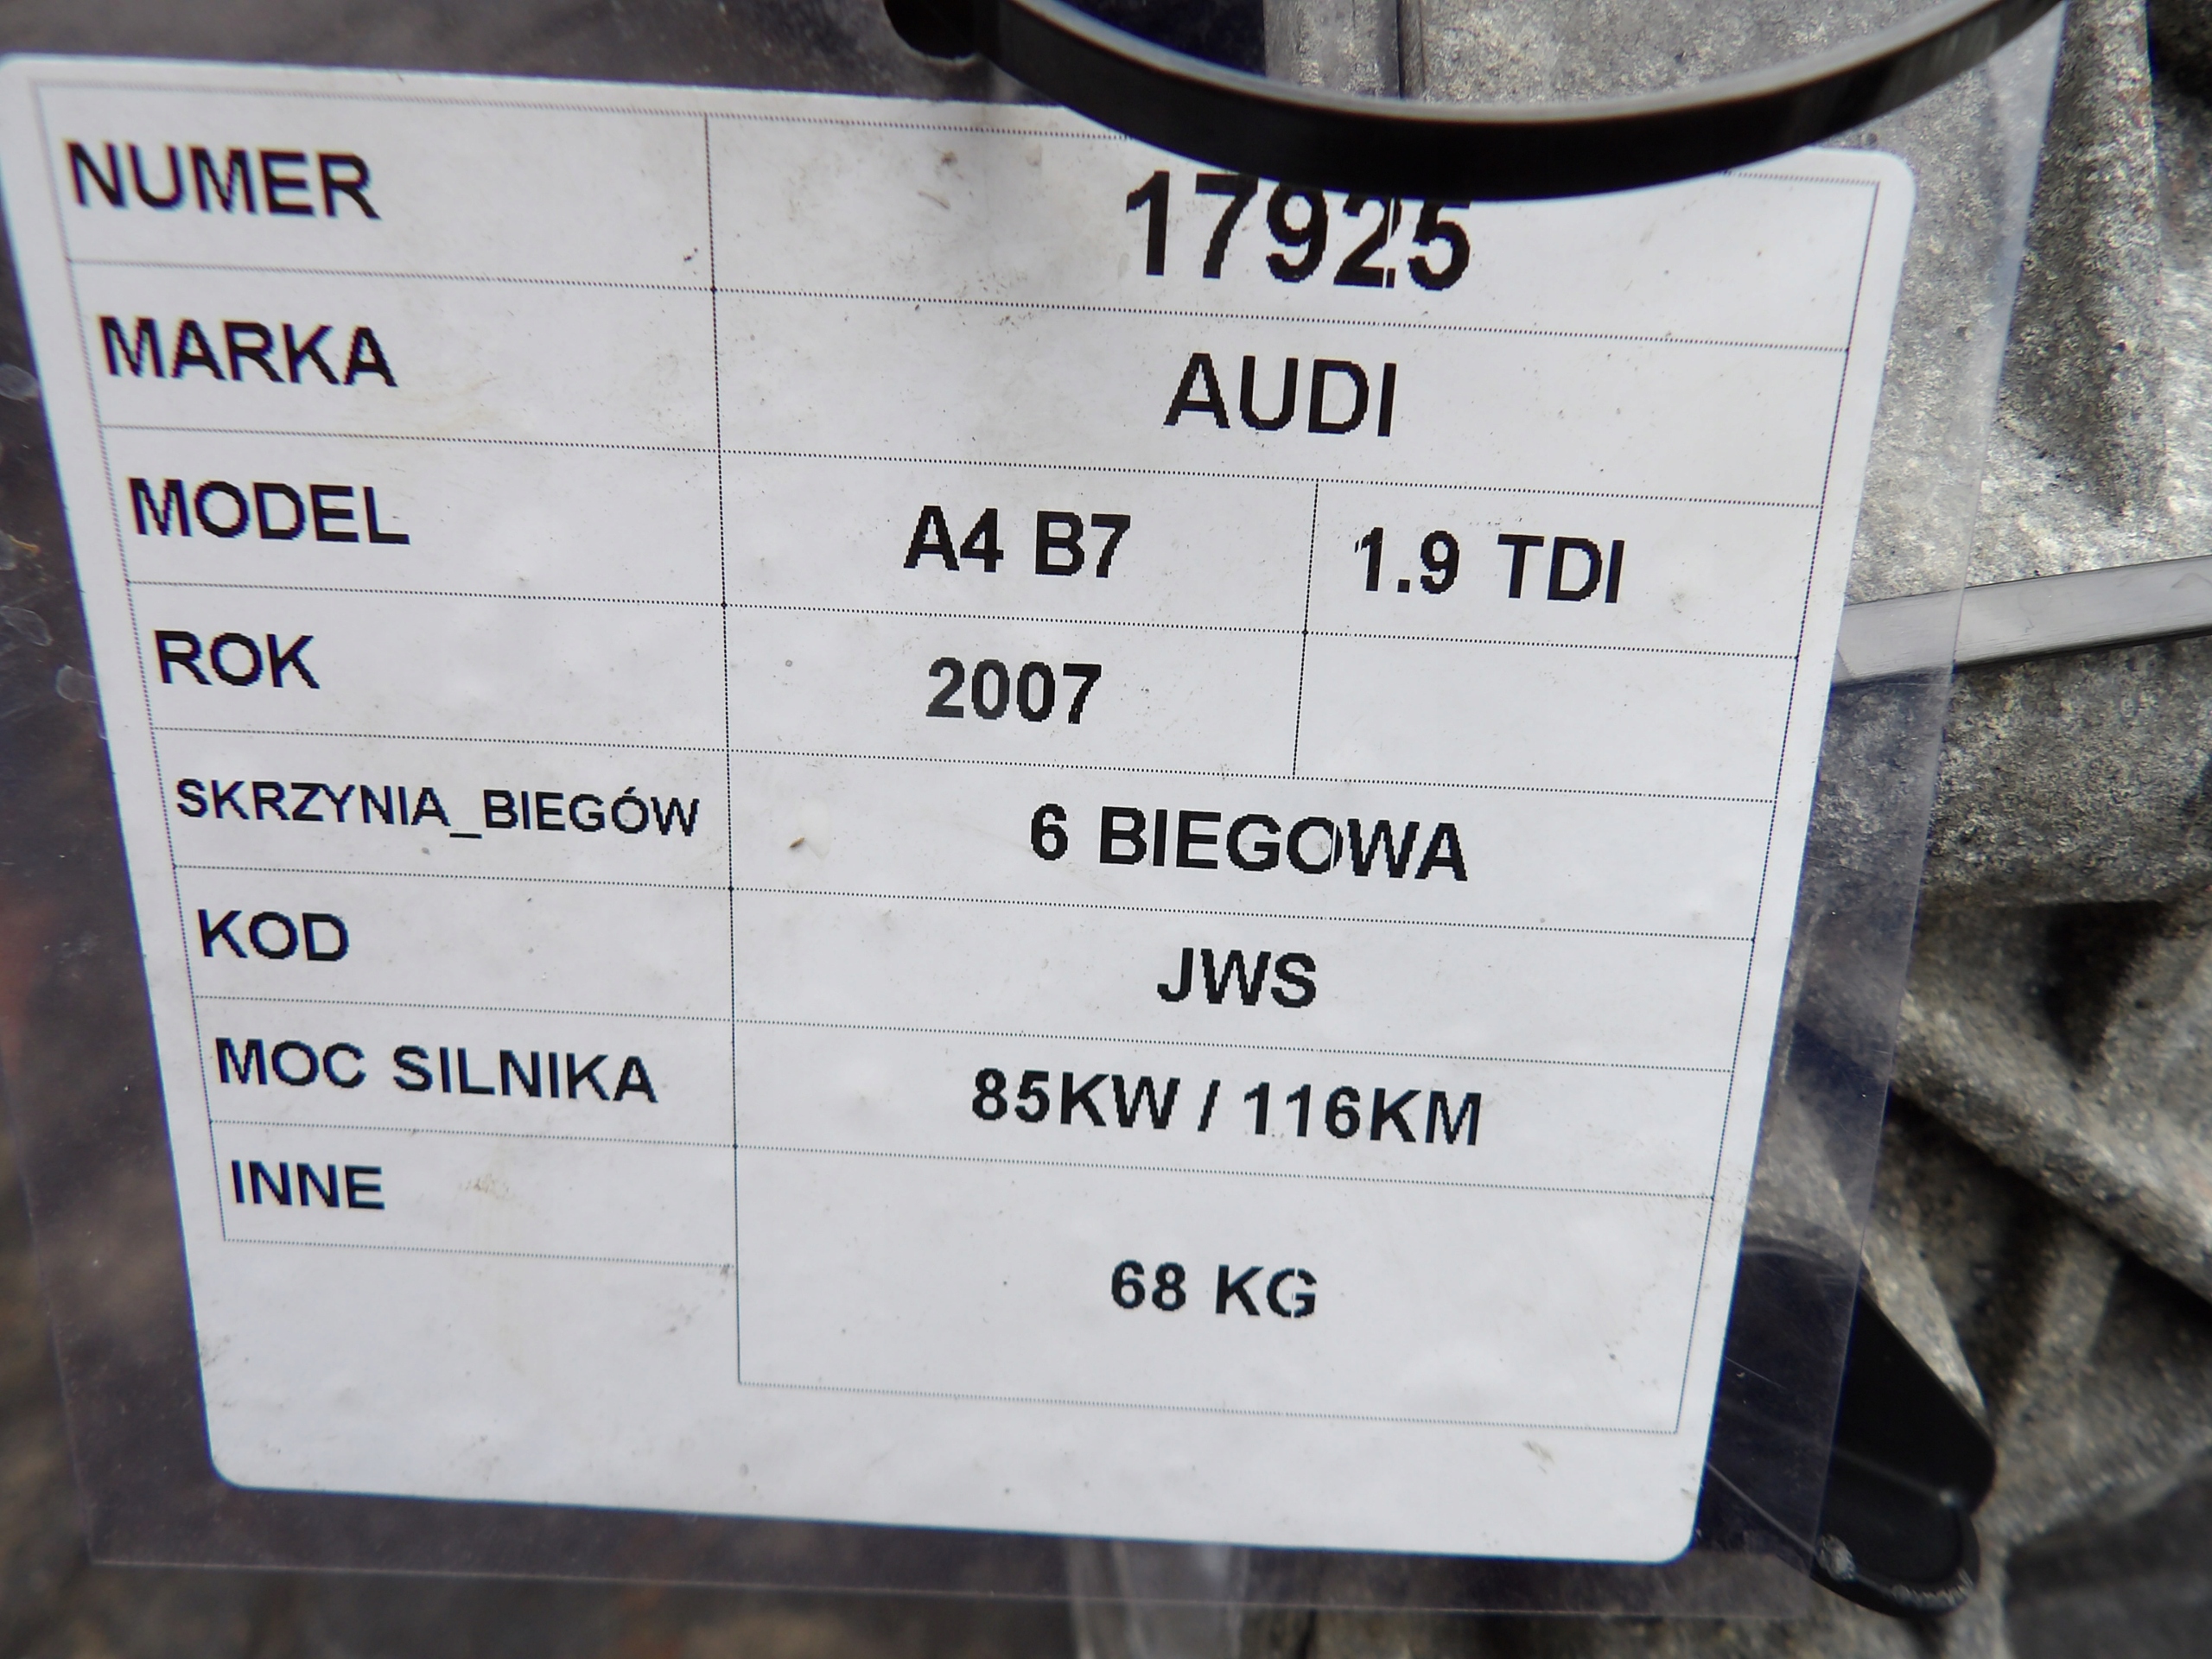 NUMER 17925
MARKA AUDI
MODEL A4 B7 1.9 TDI
ROK 2007
SKRZYNIA_BIEGÓW 6 BIEGOWA
KOD JWS
MOC SILNIKA 85KW / 116KM
INNE
68 KG